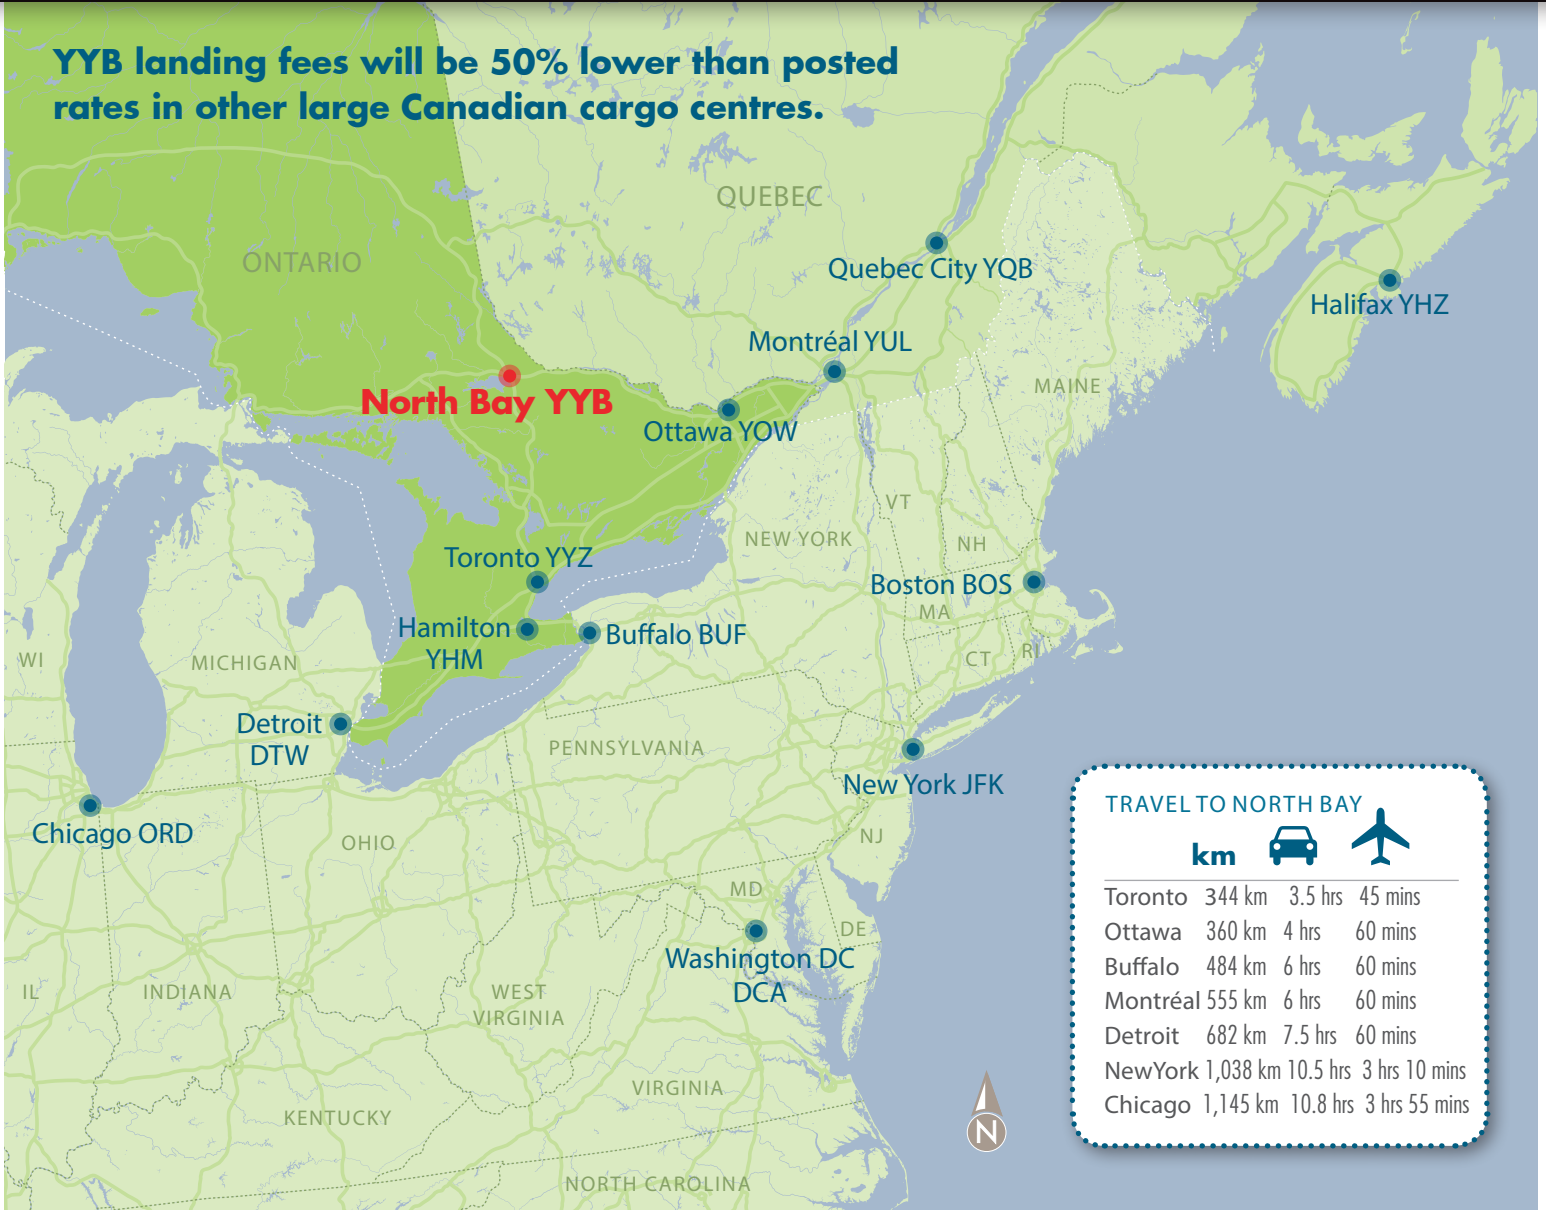 YYB landing fees will be 50% lower than posted
rates in other large Canadian cargo centres.
QUEBEC
ONTARIO
Quebec City YQB
Halifax YHZ
Montréal YUL
MAINE
North Bay YYB
Ottawa YOW
VT
NEW YORK
NH
Toronto YYZ
Boston BOS
MA
Hamilton
YHM
Buffalo BUF
WI
MICHIGAN
CT
RI
Detroit
DTW
PENNSYLVANIA
New York JFK
Chicago ORD
OHIO
NJ
MD
DE
Washington DC
DCA
IL
INDIANA
WEST
VIRGINIA
VIRGINIA
KENTUCKY
NORTH CAROLINA
N
TRAVEL TO NORTH BAY
km
Toronto 344 km 3.5 hrs 45 mins
Ottawa 360 km 4 hrs 60 mins
Buffalo 484 km 6 hrs 60 mins
Montréal 555 km 6 hrs 60 mins
Detroit 682 km 7.5 hrs 60 mins
NewYork 1,038 km 10.5 hrs 3 hrs 10 mins
Chicago 1,145 km 10.8 hrs 3 hrs 55 mins